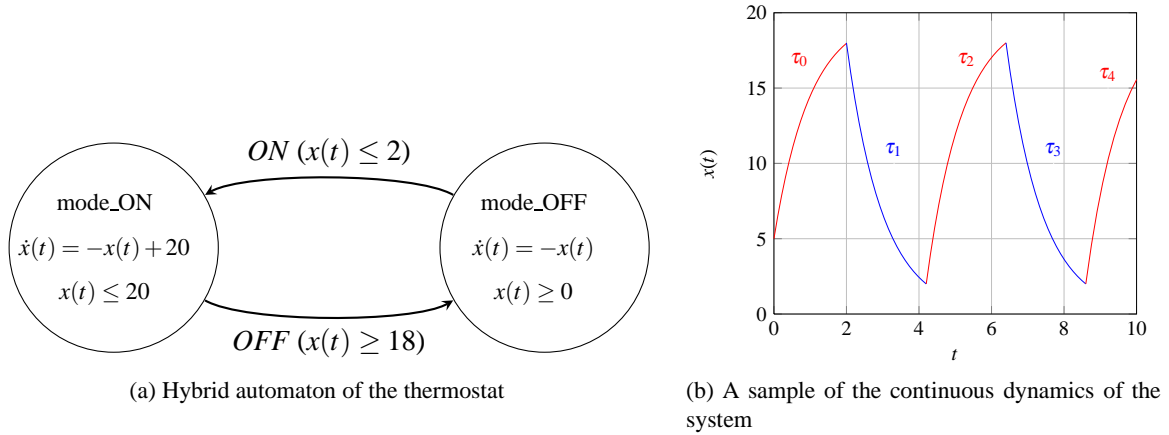 ON (x(t) ≤ 2)
mode_ON
ẋ(t) = −x(t) + 20
x(t) ≤ 20
mode_OFF
ẋ(t) = −x(t)
x(t) ≥ 0
OFF (x(t) ≥ 18)
(a) Hybrid automaton of the thermostat
20
15
10
5
0
x(t)
τ0
τ1
τ2
τ3
τ4
0 2 4 6 8 10
t
(b) A sample of the continuous dynamics of the
system